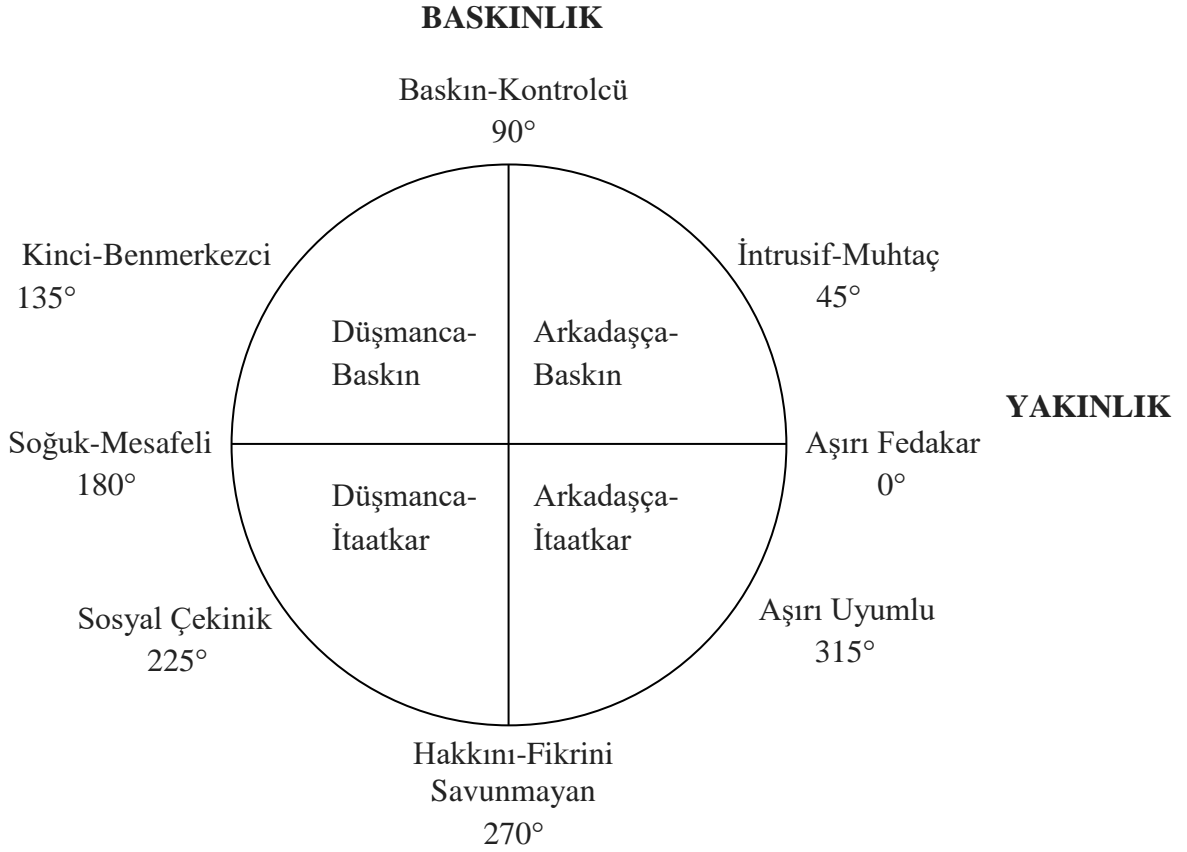 BASKINLIK
Baskın-Kontrolcü
90°
Kinci-Benmerkezci
135°
İntrusif-Muhtaç
45°
Düşmanca-
Baskın
Arkadaşça-
Baskın
YAKINLIK
Soğuk-Mesafeli
180°
Aşırı Fedakar
0°
Düşmanca-
İtaatkar
Arkadaşça-
İtaatkar
Sosyal Çekinik
225°
Aşırı Uyumlu
315°
Hakkını-Fikrini
Savunmayan
270°